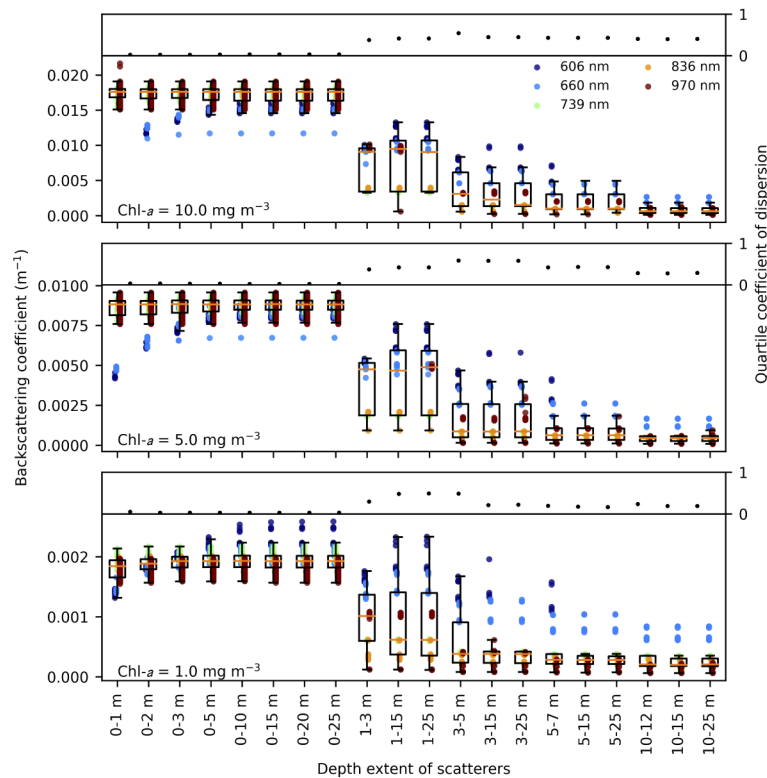 1
0
606 nm
836 nm
660 nm
970 nm
739 nm
0.020
0.015
0.010
0.005
0.000
Chl-a = 10.0 mg m−3
1
0
0.0100
0.0075
0.0050
0.0025
0.0000
Chl-a = 5.0 mg m−3
1
0
0.002
0.001
0.000
Chl-a = 1.0 mg m−3
Backscattering coefficient (m−1)
Quartile coefficient of dispersion
0-1 m
0-2 m
0-3 m
0-5 m
0-10 m
0-15 m
0-20 m
0-25 m
1-3 m
1-15 m
1-25 m
3-5 m
3-15 m
3-25 m
5-7 m
5-15 m
5-25 m
10-12 m
10-15 m
10-25 m
Depth extent of scatterers